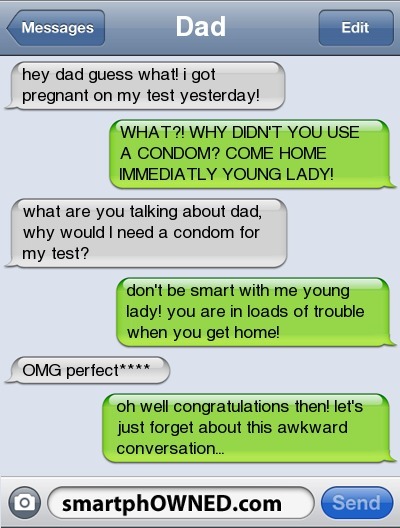 Messages
Dad
Edit
hey dad guess what! i got
pregnant on my test yesterday!
WHAT?! WHY DIDN'T YOU USE
A CONDOM? COME HOME
IMMEDIATLY YOUNG LADY!
what are you talking about dad,
why would I need a condom for
my test?
don't be smart with me young
lady! you are in loads of trouble
when you get home!
OMG perfect****
oh well congratulations then! let's
just forget about this awkward
conversation...
smartphOWNED.com
Send